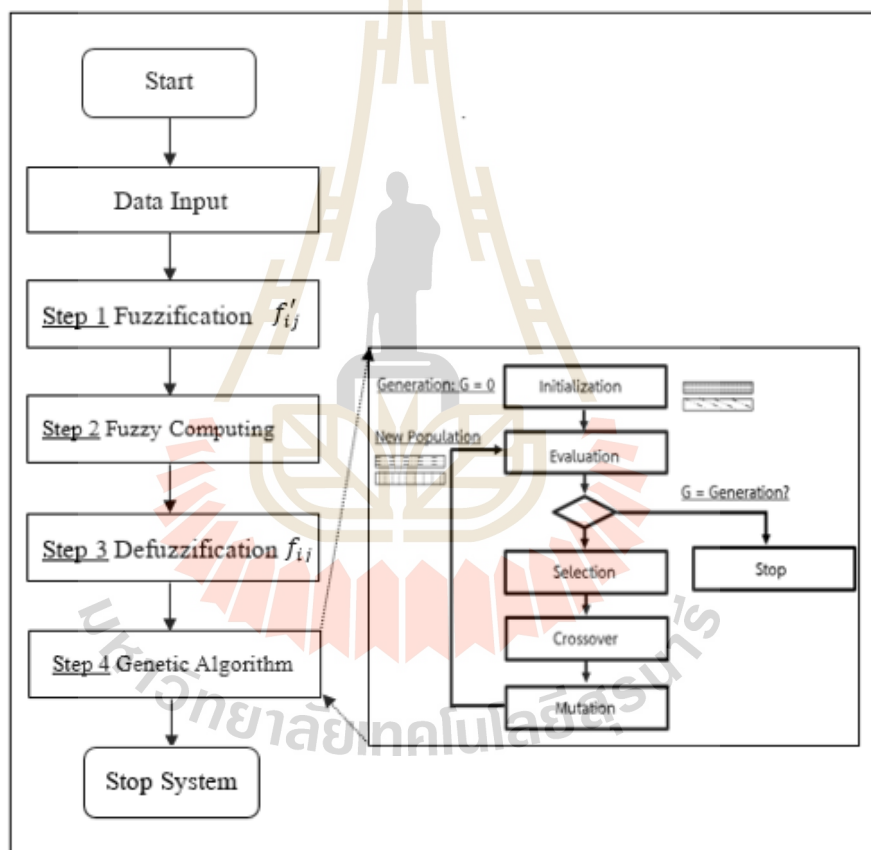 Start
Data Input
Step 1 Fuzzification f'ij
Step 2 Fuzzy Computing
Step 3 Defuzzification fij
Step 4 Genetic Algorithm
Stop System
Generation: G = 0
Initialization
New Population
Evaluation
G = Generation?
Selection
Stop
Crossover
Mutation
มหาวิทยาลัยเทคโนโลยีสุรนารี